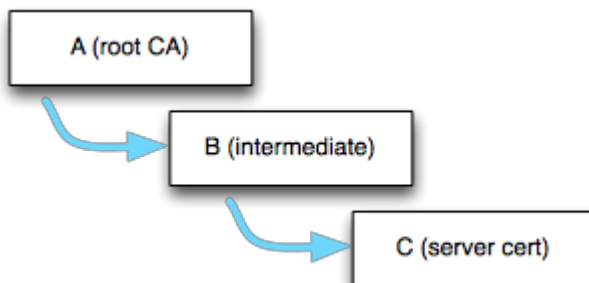 A (root CA)
B (intermediate)
C (server cert)